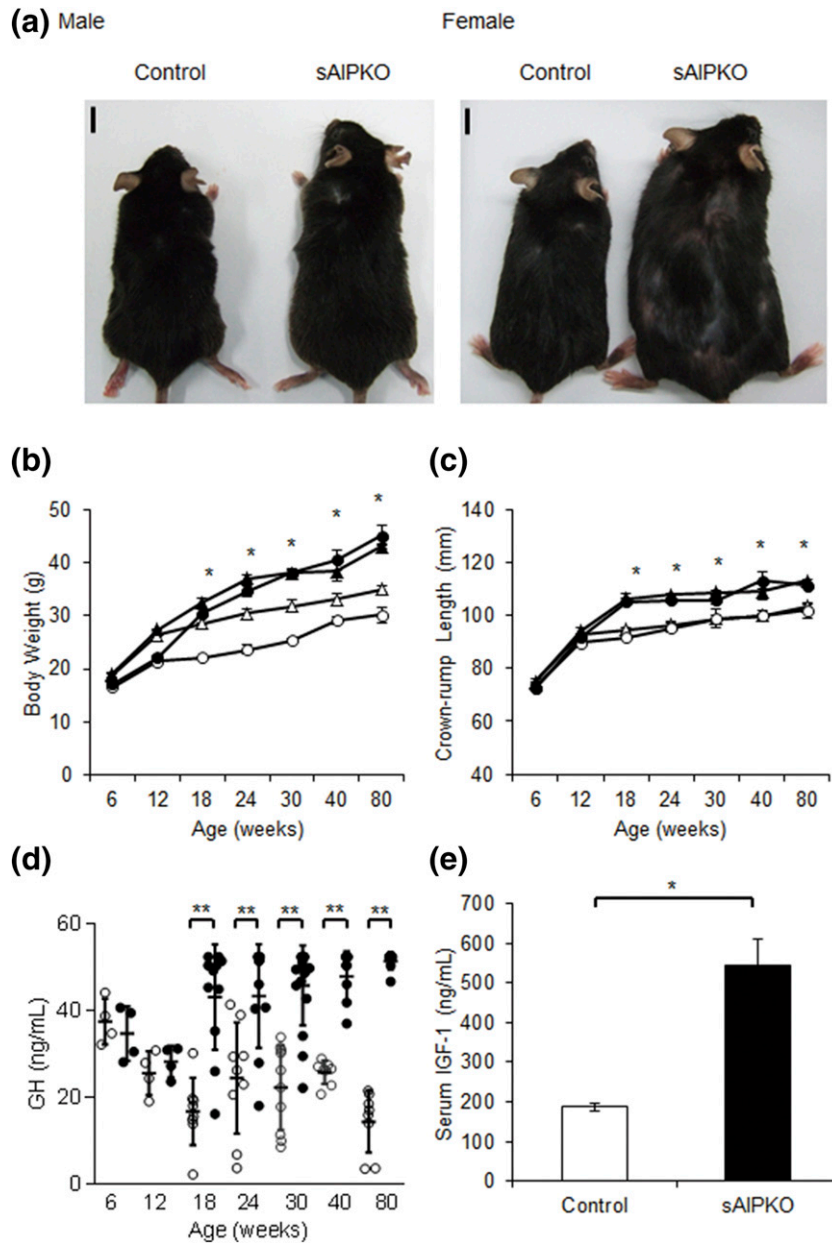 (a) Male Female
Control sAIPKO Control sAIPKO
(b) (c)
50
40
30
20
10
0
Body Weight (g)
* * * * *
6 12 18 24 30 40 80
Age (weeks)
140
120
100
80
60
40
Crown-rump Length (mm)
* * * * *
6 12 18 24 30 40 80
Age (weeks)
(d) (e)
60
40
20
0
GH (ng/mL)
** ** ** ** **
6 12 18 24 30 40 80
Age (weeks)
700
600
500
400
300
200
100
0
Serum IGF-1 (ng/mL)
*
Control sAIPKO